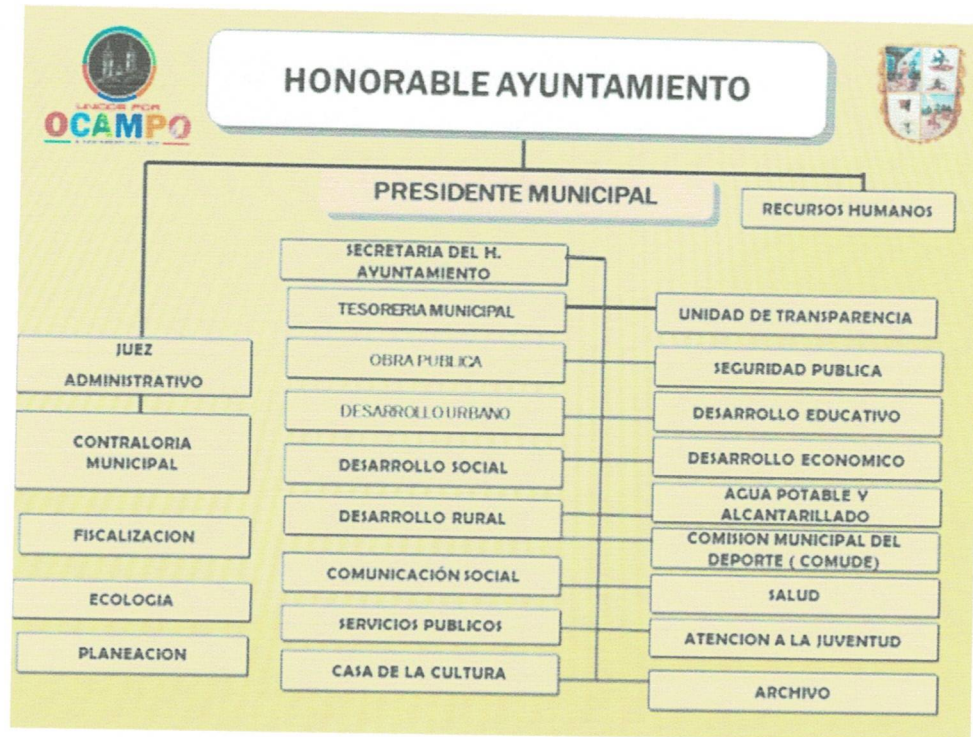 HONORABLE AYUNTAMIENTO
UNIDOS POR
OCAMPO
PRESIDENTE MUNICIPAL
RECURSOS HUMANOS
SECRETARIA DEL H.
AYUNTAMIENTO
TESORERIA MUNICIPAL
UNIDAD DE TRANSPARENCIA
JUEZ
ADMINISTRATIVO
OBRA PUBLICA
SEGURIDAD PUBLICA
DESARROLLO URBANO
DESARROLLO EDUCATIVO
CONTRALORIA
MUNICIPAL
DESARROLLO SOCIAL
DESARROLLO ECONOMICO
DESARROLLO RURAL
AGUA POTABLE Y
ALCANTARILLADO
FISCALIZACION
COMISION MUNICIPAL DEL
DEPORTE ( COMUDE)
COMUNICACIÓN SOCIAL
SALUD
ECOLOGIA
SERVICIOS PUBLICOS
ATENCION A LA JUVENTUD
PLANEACION
CASA DE LA CULTURA
ARCHIVO